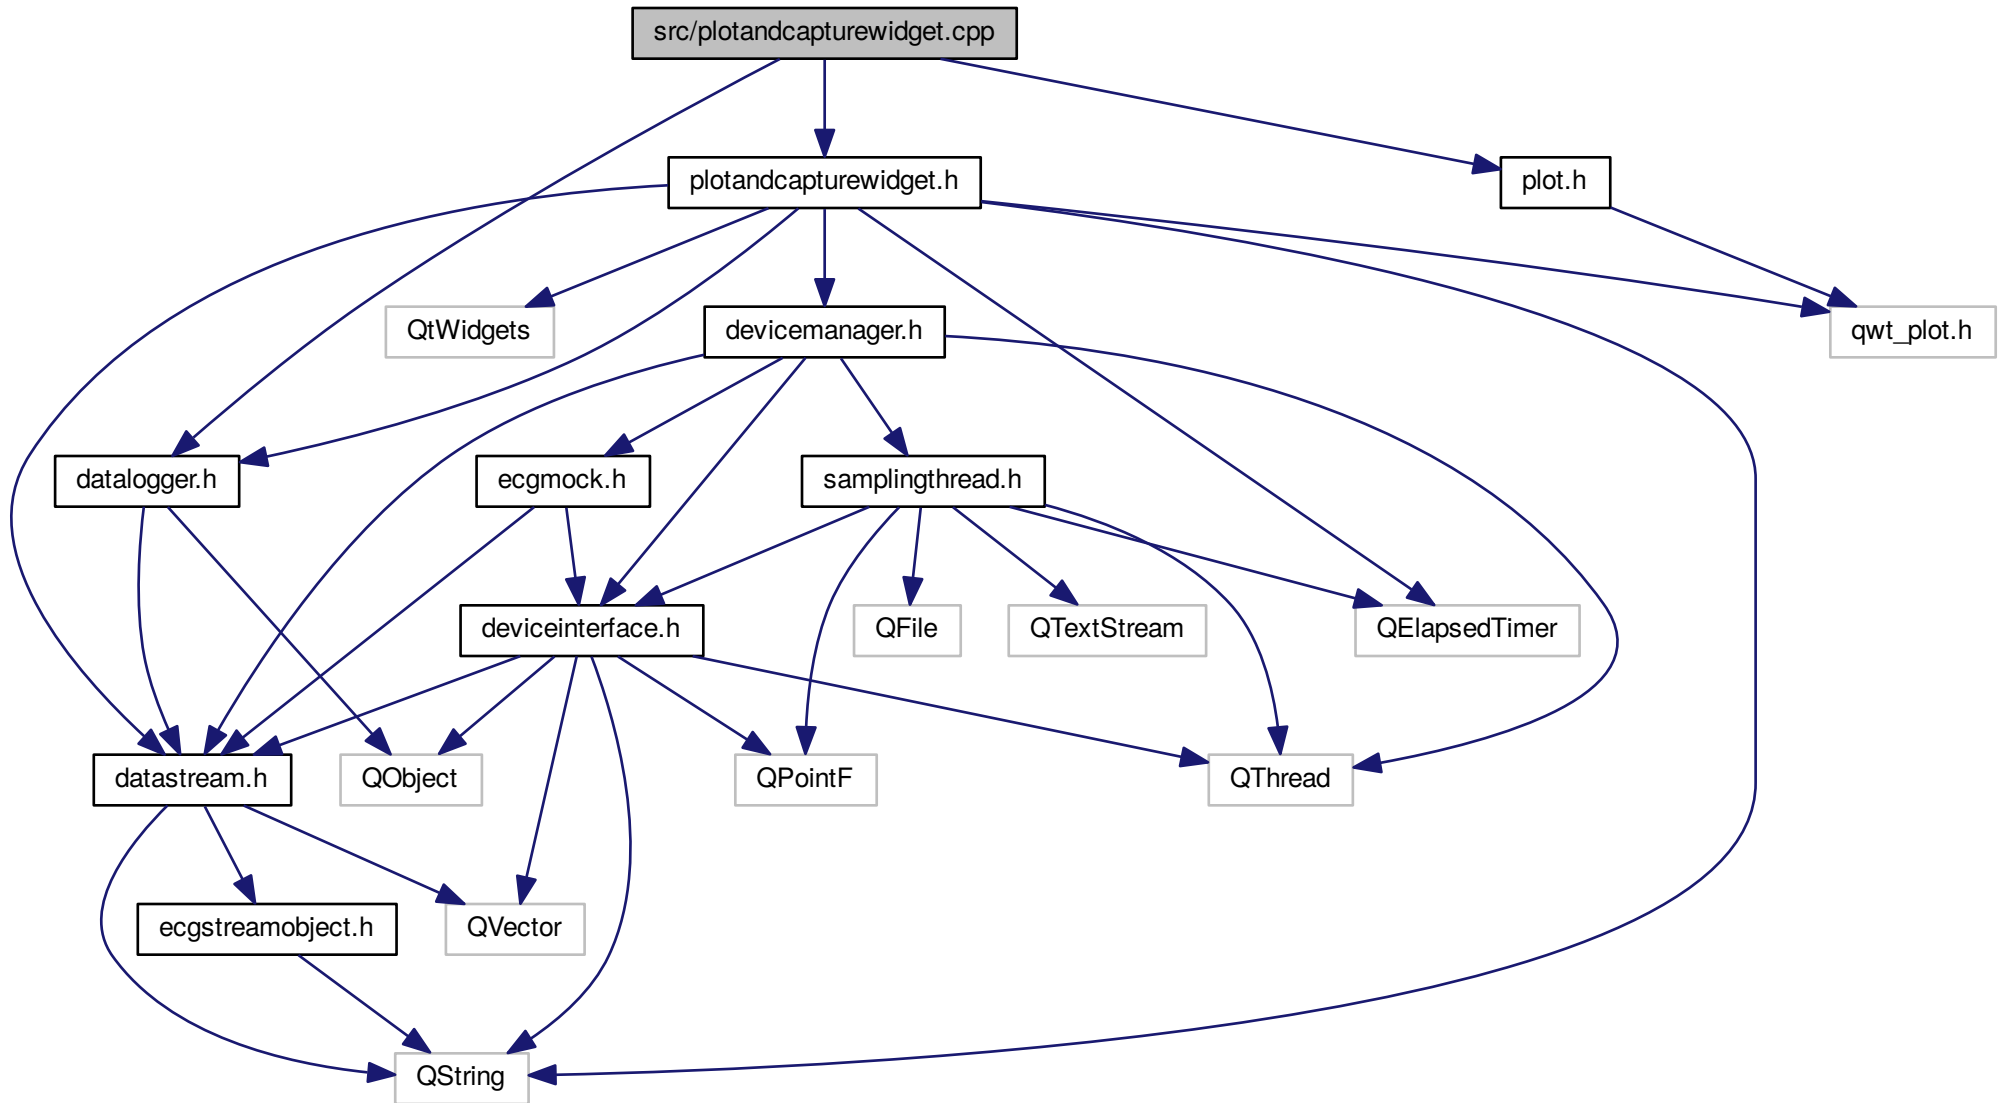 src/plotandcapturewidget.cpp
plotandcapturewidget.h
plot.h
QtWidgets
devicemanager.h
qwt_plot.h
datalogger.h
ecgmock.h
samplingthread.h
deviceinterface.h
QFile
QTextStream
QElapsedTimer
datastream.h
QObject
QPointF
QThread
ecgstreamobject.h
QVector
QString